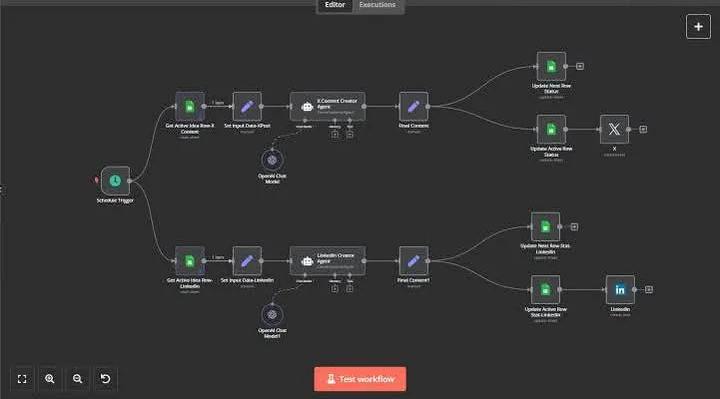 Editor
Executions
Update Next Row
Status
Get Active Idea Row-X
Content
1 item
Set Input Data-XPost
X Content Creator
Agent
Final Content
OpenAI Chat
Model
Update Active Row
Status
X
Schedule Trigger
Get Active Idea Row-
LinkedIn
1 item
Set Input Data-LinkedIn
LinkedIn Creator
Agent
Final Content1
OpenAI Chat
Model1
Update Next Row Stat-
LinkedIn
Update Active Row
Stat-LinkedIn
in
LinkedIn
Test workflow